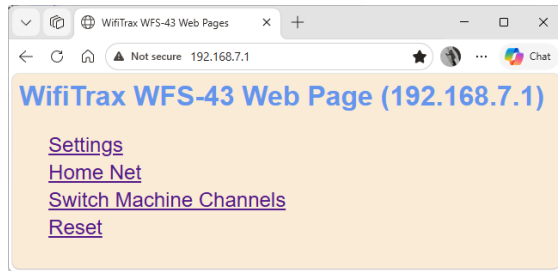 WifiTrax WFS-43 Web Pages
Not secure 192.168.7.1
Chat
WifiTrax WFS-43 Web Page (192.168.7.1)
Settings
Home Net
Switch Machine Channels
Reset